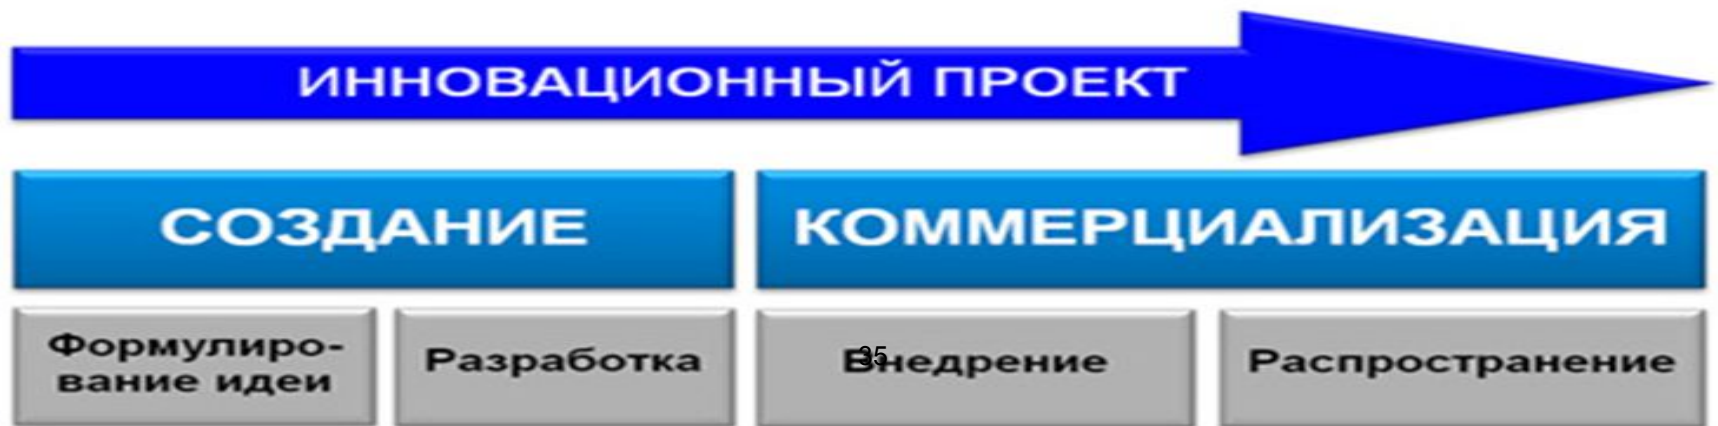 ИННОВАЦИОННЫЙ ПРОЕКТ
СОЗДАНИЕ
КОММЕРЦИАЛИЗАЦИЯ
Формулиро-
вание идеи
Разработка
Внедрение
35
Распространение